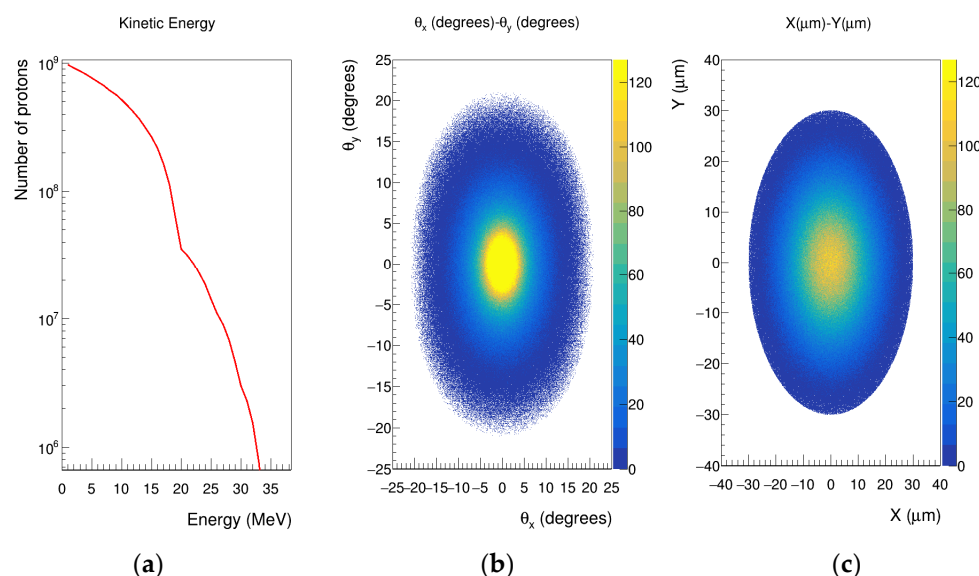 Kinetic Energy
Number of protons
10⁹
10⁸
10⁷
10⁶
0 5 10 15 20 25 30 35
Energy (MeV)
(a)
θx (degrees)-θy (degrees)
θy (degrees)
25
20
15
10
5
0
−5
−10
−15
−20
25
−25−20−15−10−5 0 5 10 15 20 25
θx (degrees)
120
100
80
60
40
20
0
(b)
X(μm)-Y(μm)
Y (μm)
40
30
20
10
0
−10
−20
−30
−40
−40 −30 −20 −10 0 10 20 30 40
X (μm)
120
100
80
60
40
20
0
(c)